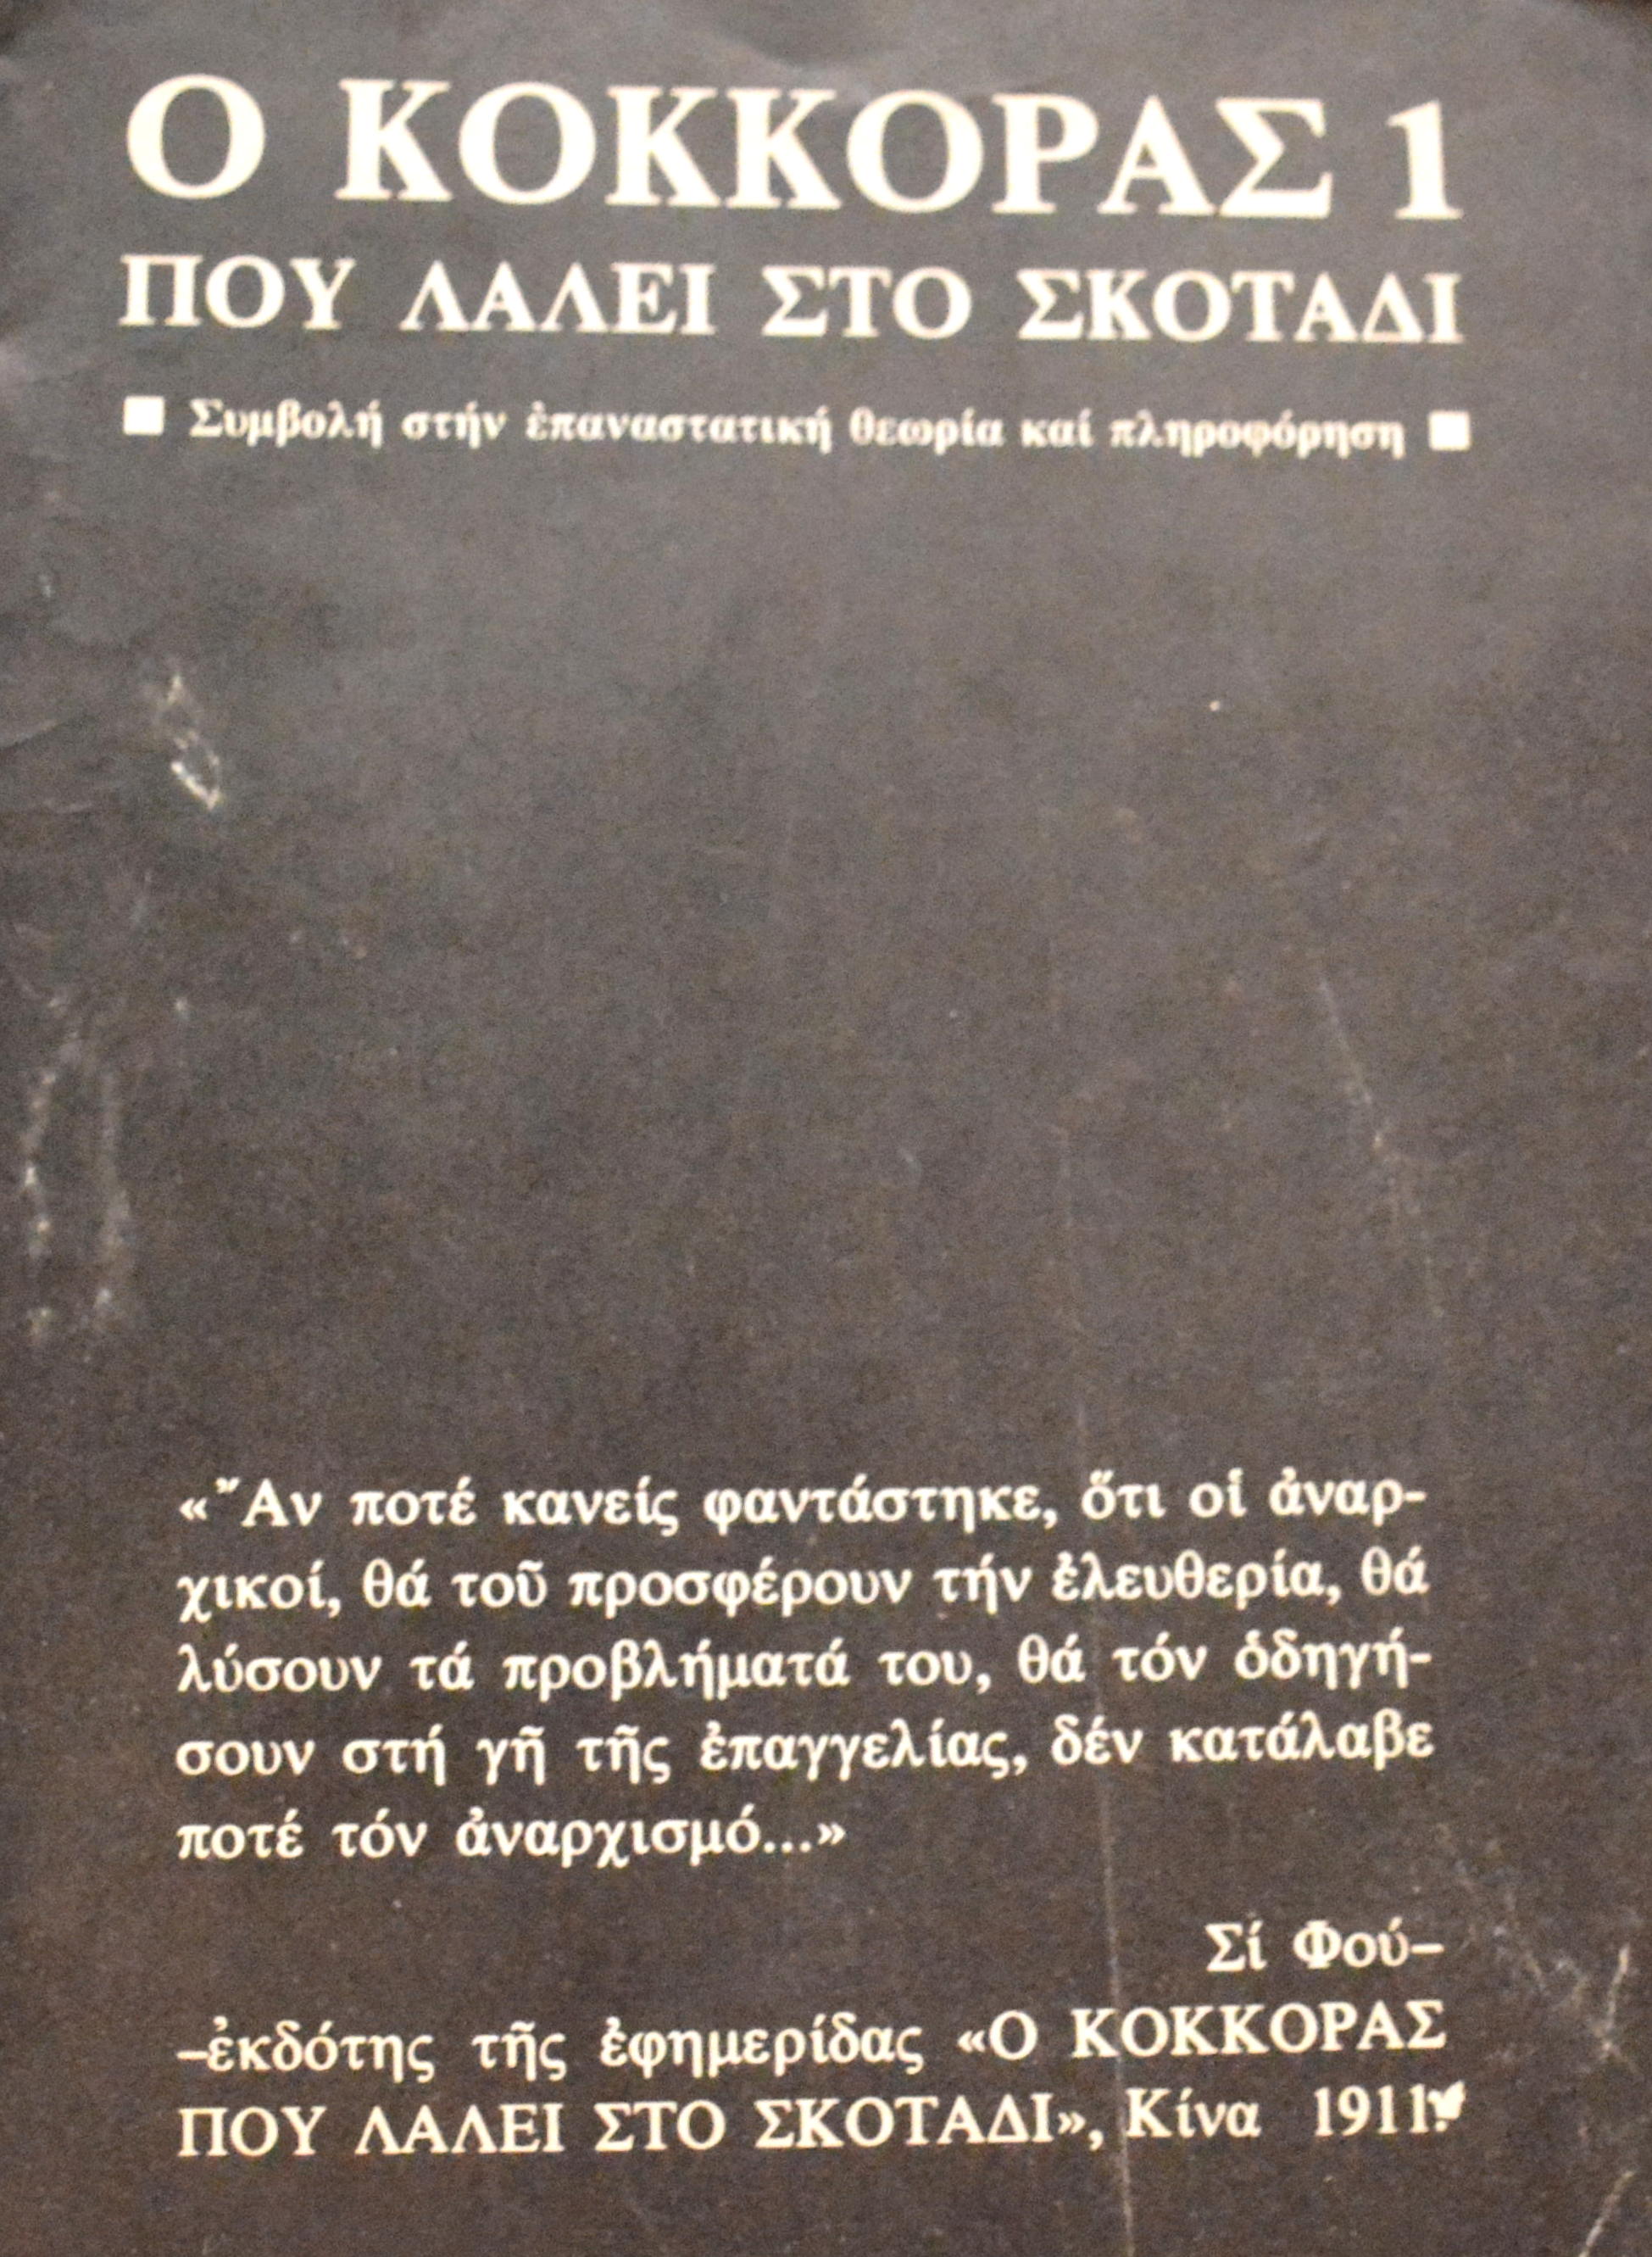 Ο ΚΟΚΚΟΡΑΣ 1
ΠΟΥ ΛΑΛΕΙ ΣΤΟ ΣΚΟΤΑΔΙ
■ Συμβολή στήν ἐπαναστατική θεωρία καί πληροφόρηση ■
«Ἄν ποτέ κανείς φαντάστηκε, ὅτι οἱ ἀναρ-
χικοί, θά τοῦ προσφέρουν τήν ἐλευθερία, θά
λύσουν τά προβλήματά του, θά τόν ὁδηγή-
σουν στή γῆ τῆς ἐπαγγελίας, δέν κατάλαβε
ποτέ τόν ἀναρχισμό...»
Σί Φού–
–ἐκδότης τῆς ἐφημερίδας «Ο ΚΟΚΚΟΡΑΣ
ΠΟΥ ΛΑΛΕΙ ΣΤΟ ΣΚΟΤΑΔΙ», Κίνα 1911.